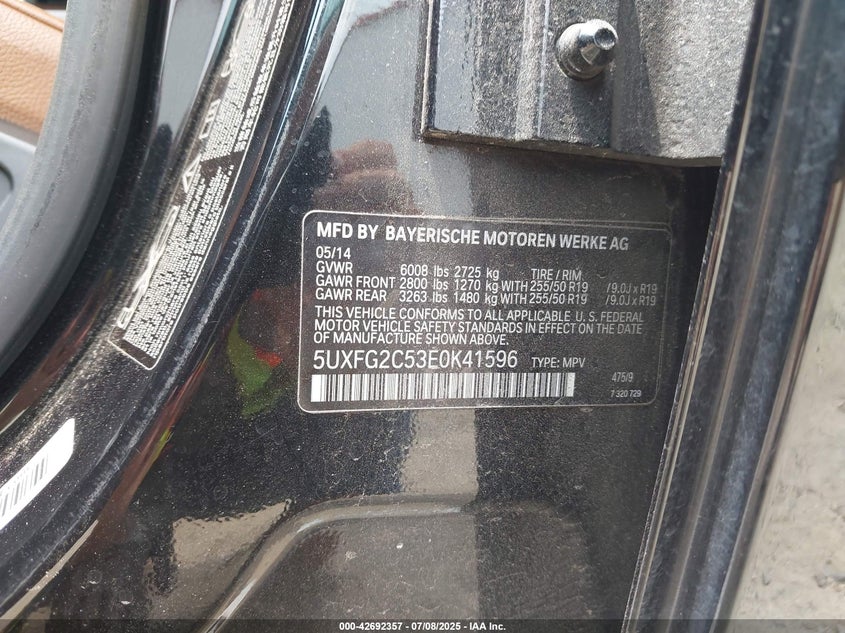 MFD BY BAYERISCHE MOTOREN WERKE AG
05/14
GVWR 6008 lbs 2725 kg TIRE / RIM
GAWR FRONT 2800 lbs 1270 kg WITH 255/50 R19 /9.0J x R19
GAWR REAR 3263 lbs 1480 kg WITH 255/50 R19 /9.0J x R19
THIS VEHICLE CONFORMS TO ALL APPLICABLE U. S. FEDERAL
MOTOR VEHICLE SAFETY STANDARDS IN EFFECT ON THE DATE
OF MANUFACTURE SHOWN ABOVE.
5UXFG2C53E0K41596 TYPE: MPV
475/9
7 320 729
000-42692357 - 07/08/2025 - IAA Inc.